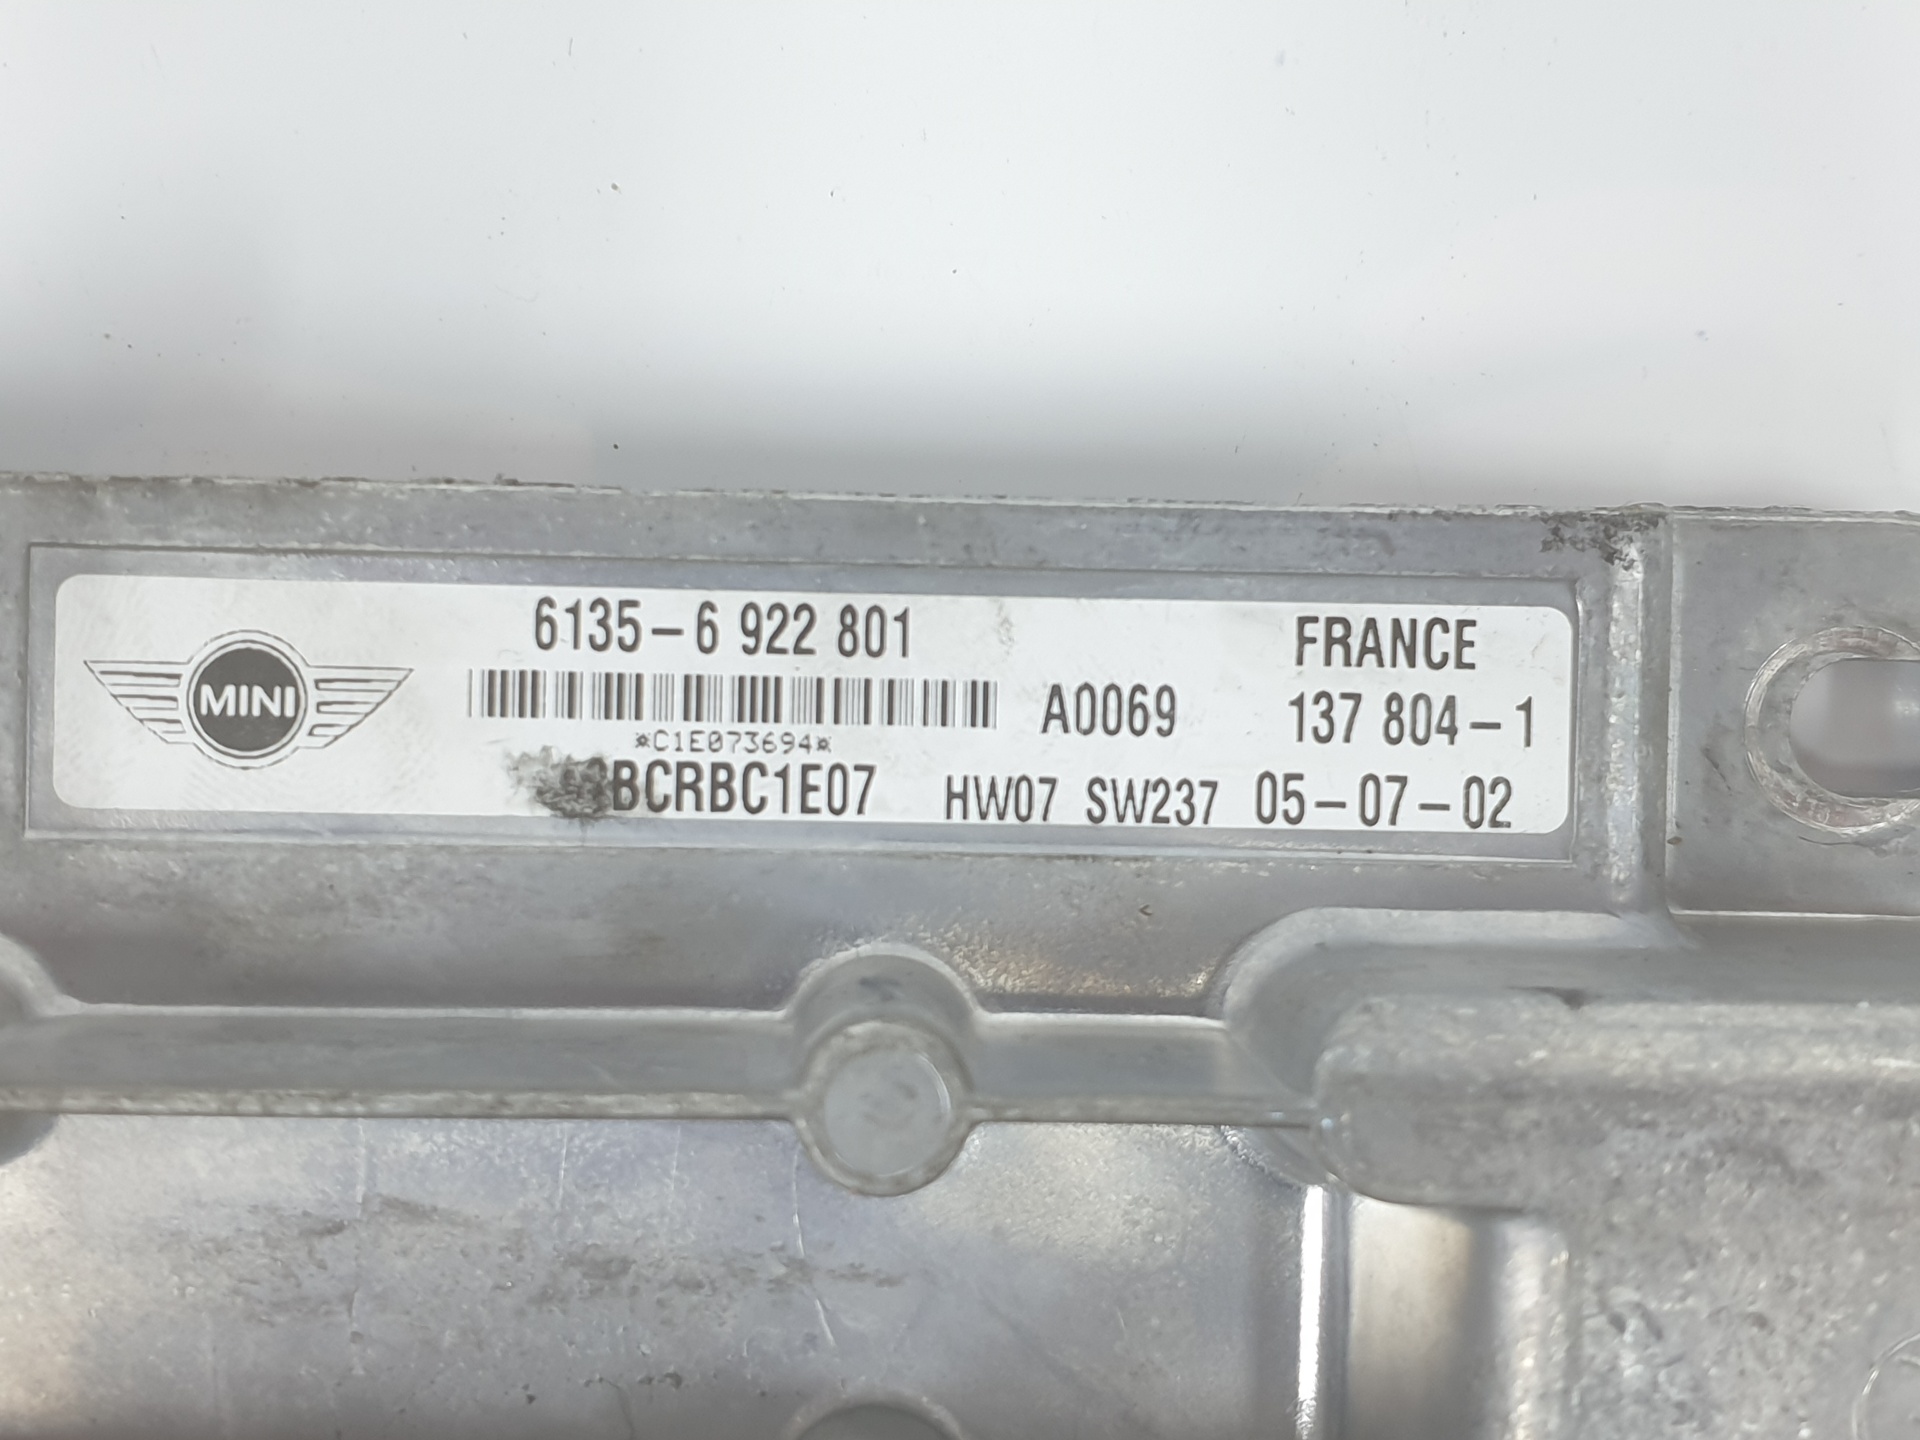 MINI
6135-6 922 801
FRANCE
A0069
137 804-1
*C1E073694*
BCRBC1E07 HW07 SW237 05-07-02